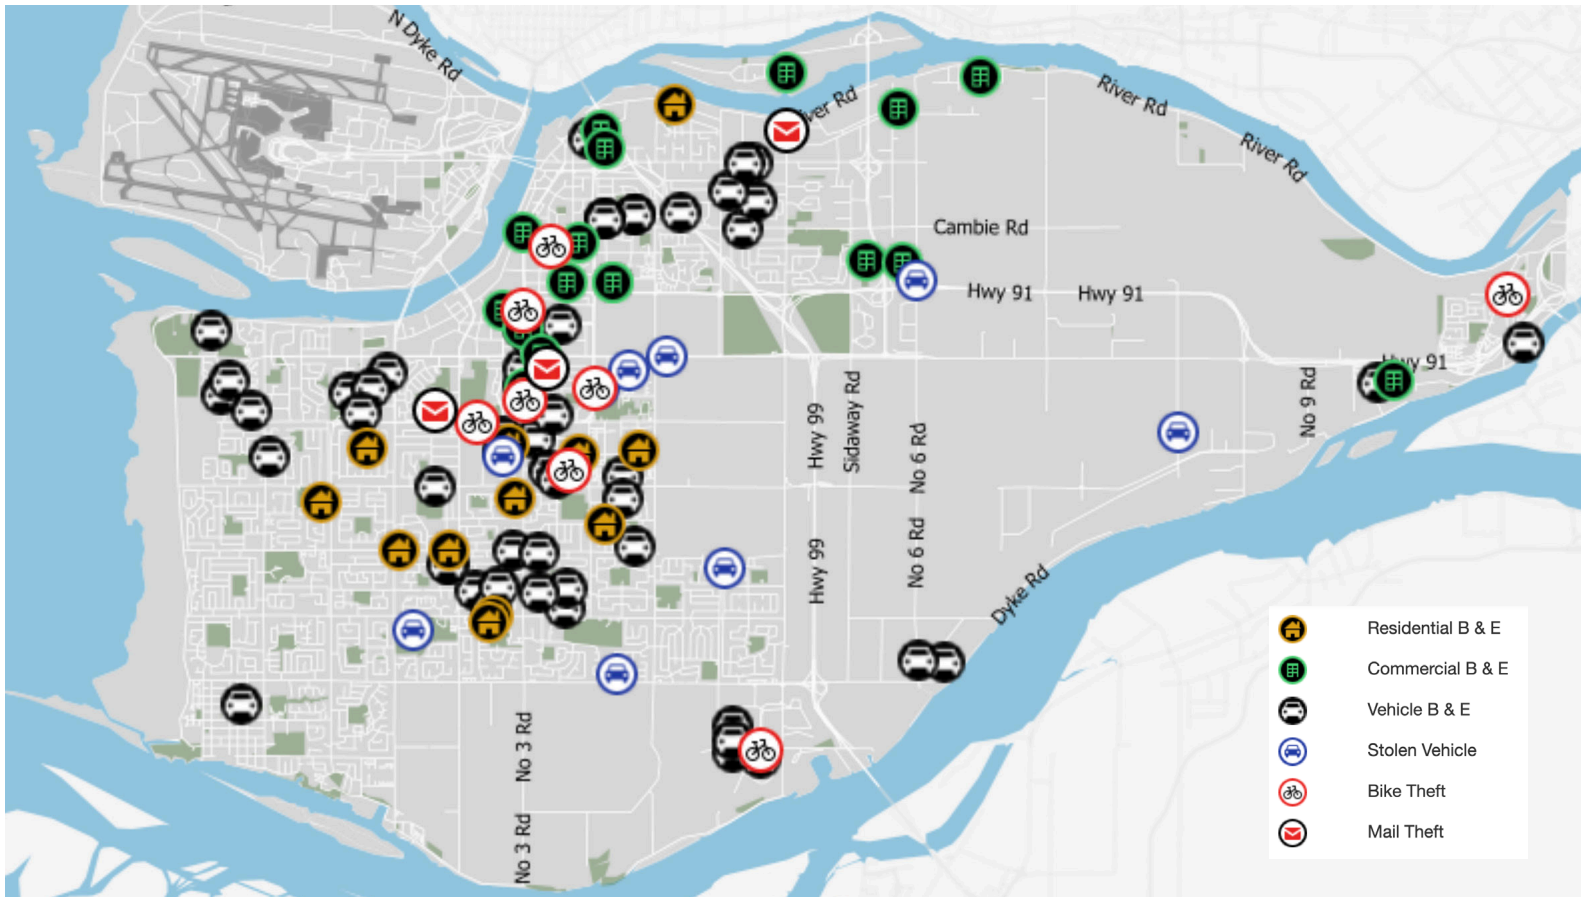 N Dyke Rd
River Rd
River Rd
River Rd
Cambie Rd
Hwy 91
Hwy 91
Hwy 91
Hwy 99
Sidaway Rd
No 6 Rd
No 9 Rd
Hwy 99
No 6 Rd
Dyke Rd
No 3 Rd
No 3 Rd
Residential B & E
Commercial B & E
Vehicle B & E
Stolen Vehicle
Bike Theft
Mail Theft